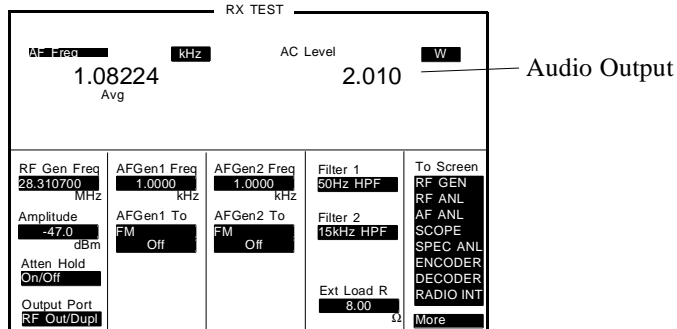 RX TEST
AF Freq kHz AC Level W
1.08224 2.010 Audio Output
Avg
RF Gen Freq AFGen1 Freq AFGen2 Freq Filter 1 To Screen
28.310700 1.0000 1.0000 50Hz HPF RF GEN
MHz kHz kHz RF ANL
Amplitude AFGen1 To AFGen2 To Filter 2 AF ANL
-47.0 FM FM 15kHz HPF SCOPE
dBm Off Off SPEC ANL
Atten Hold ENCODER
On/Off DECODER
Ext Load R RADIO INT
Output Port 8.00
RF Out/Dupl Ω More